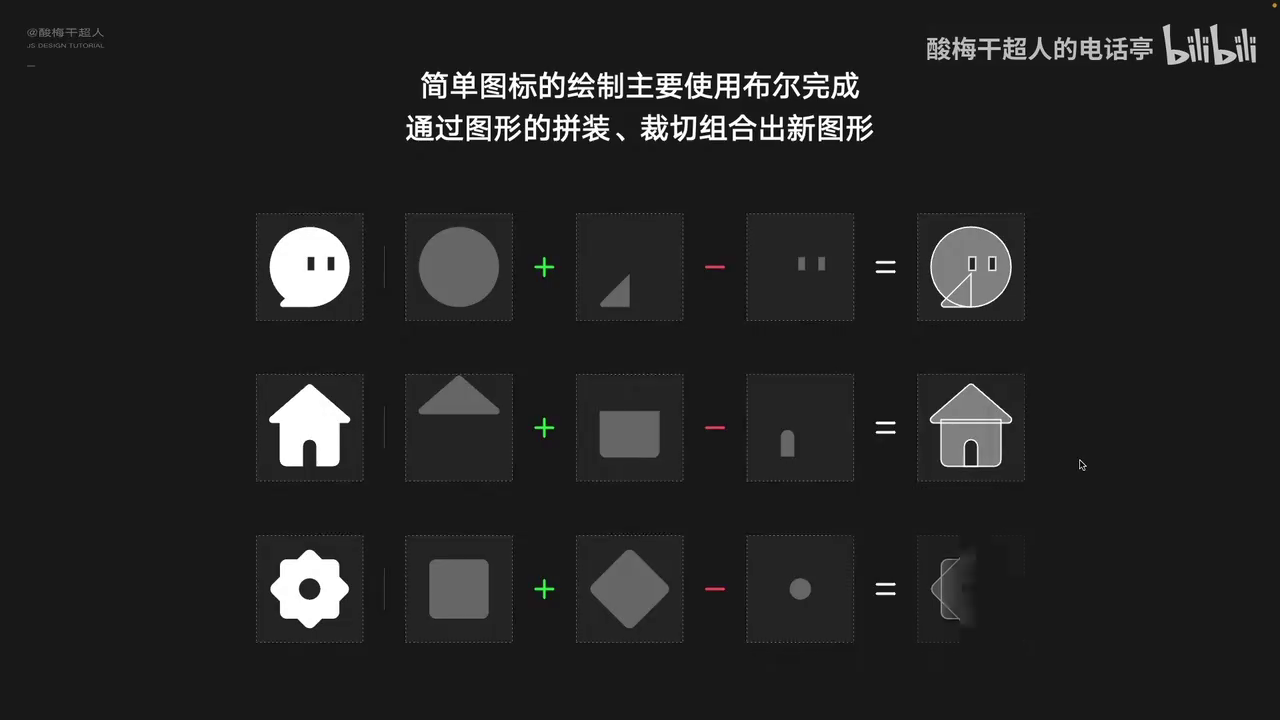 @酸梅干超人
JS DESIGN TUTORIAL
酸梅干超人的电话亭 bilibili
简单图标的绘制主要使用布尔完成
通过图形的拼装、裁切组合出新图形